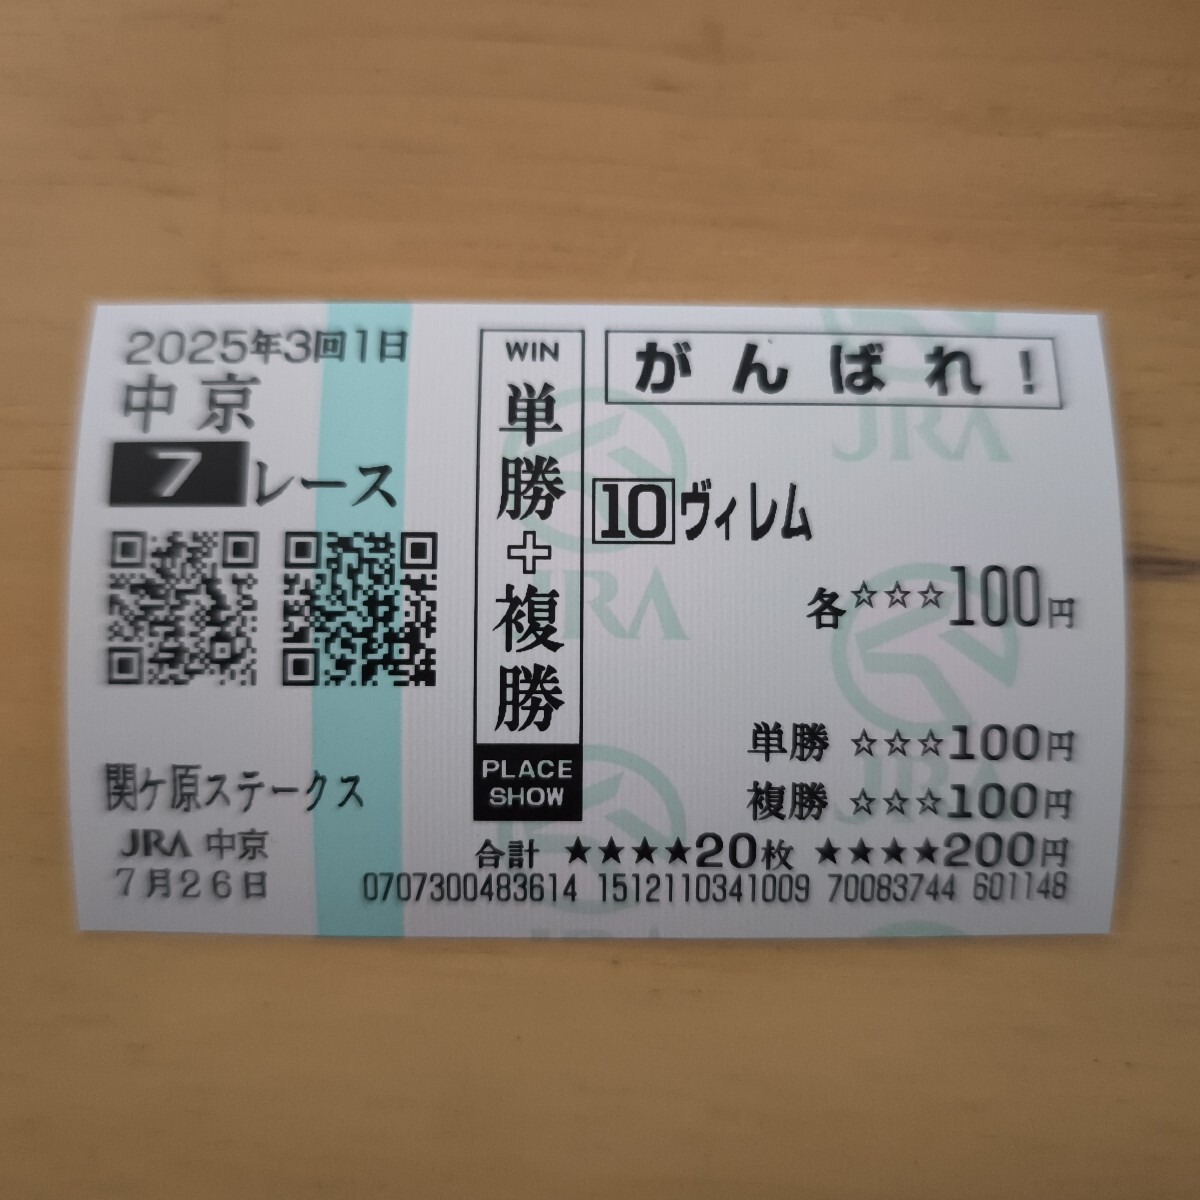 2025年3回1日
中京
7レース
関ケ原ステークス
JRA 中京
7月26日
WIN
単勝+複勝
PLACE
SHOW
がんばれ!
10ヴィレム
各☆☆☆100円
単勝 ☆☆☆100円
複勝 ☆☆☆100円
合計 ★★★★20枚 ★★★★200円
0707300483614 1512110341009 70083744 601148
JRA
JRA
JRA